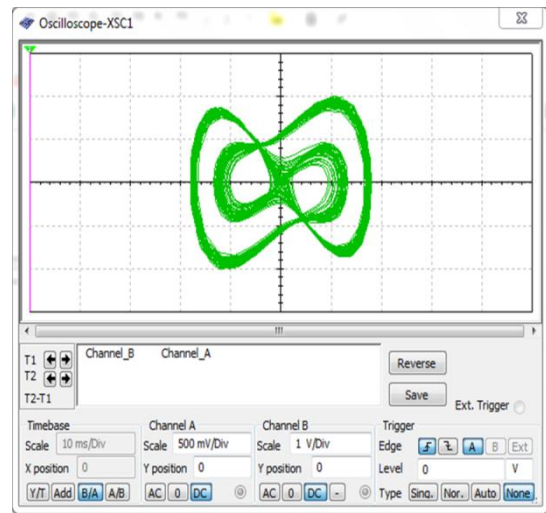 Oscilloscope-XSC1
T1
T2
T2-T1
Channel_B Channel_A
Reverse
Save
Ext. Trigger
Timebase
Scale 10 ms/Div
X position 0
Y/T Add B/A A/B
Channel A
Scale 500 mV/Div
Y position 0
AC 0 DC
Channel B
Scale 1 V/Div
Y position 0
AC 0 DC -
Trigger
Edge A B Ext
Level 0 V
Type Sing. Nor. Auto None